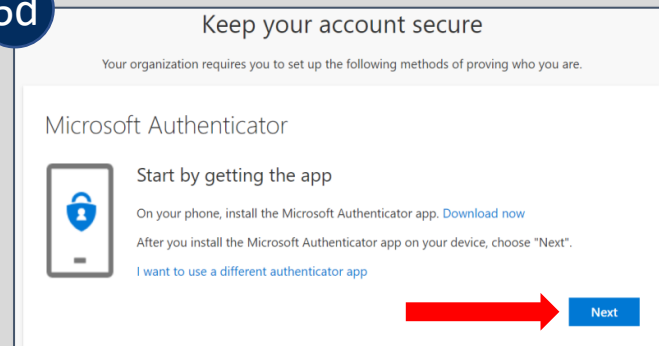 5d
Keep your account secure
Your organization requires you to set up the following methods of proving who you are.
Microsoft Authenticator
Start by getting the app
On your phone, install the Microsoft Authenticator app. Download now
After you install the Microsoft Authenticator app on your device, choose "Next".
I want to use a different authenticator app
Next